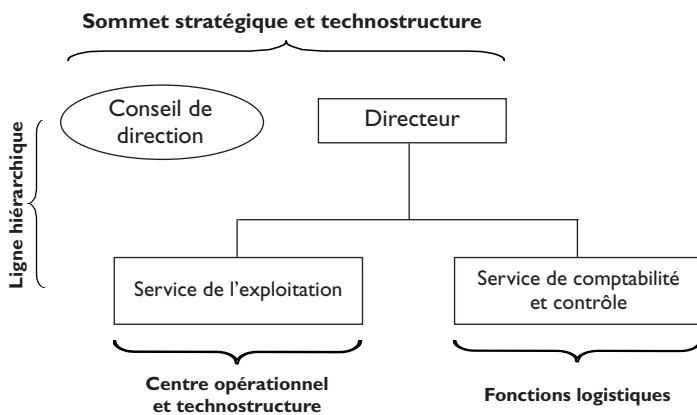 Sommet stratégique et technostructure
Conseil de
direction
Directeur
Ligne hiérarchique
Service de l'exploitation
Service de comptabilité
et contrôle
Centre opérationnel
et technostructure
Fonctions logistiques